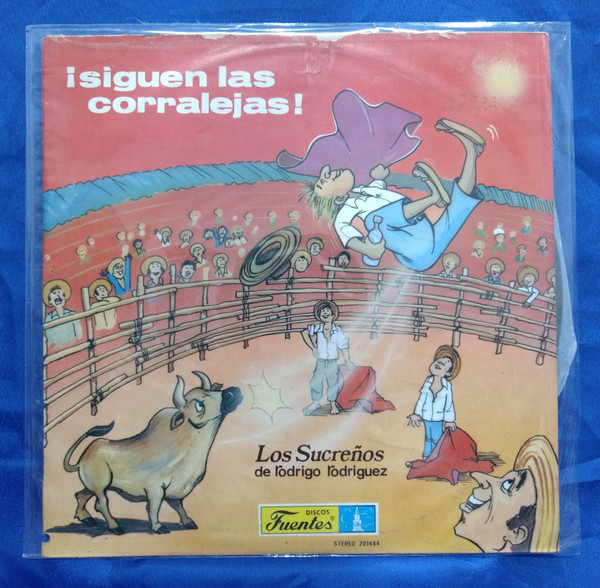 ¡siguen las
corralejas!
Los Sucreños
de rodrigo rodriguez
DISCOS
Fuentes®
STEREO 201484